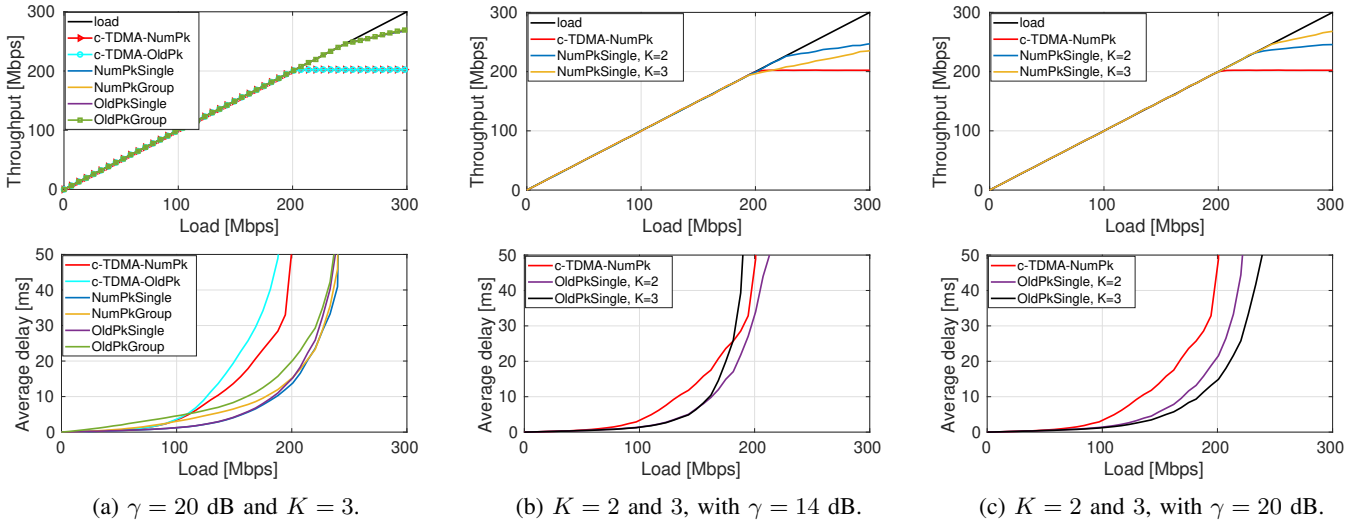 300
200
100
0
Throughput [Mbps]
load
c-TDMA-NumPk
c-TDMA-OldPk
NumPkSingle
NumPkGroup
OldPkSingle
OldPkGroup
0 100 200 300
Load [Mbps]
300
200
100
0
Throughput [Mbps]
load
c-TDMA-NumPk
NumPkSingle, K=2
NumPkSingle, K=3
0 100 200 300
Load [Mbps]
300
200
100
0
Throughput [Mbps]
load
c-TDMA-NumPk
NumPkSingle, K=2
NumPkSingle, K=3
0 100 200 300
Load [Mbps]
50
40
30
20
10
0
Average delay [ms]
c-TDMA-NumPk
c-TDMA-OldPk
NumPkSingle
NumPkGroup
OldPkSingle
OldPkGroup
0 100 200 300
Load [Mbps]
50
40
30
20
10
0
Average delay [ms]
c-TDMA-NumPk
OldPkSingle, K=2
OldPkSingle, K=3
0 100 200 300
Load [Mbps]
50
40
30
20
10
0
Average delay [ms]
c-TDMA-NumPk
OldPkSingle, K=2
OldPkSingle, K=3
0 100 200 300
Load [Mbps]
(a) γ = 20 dB and K = 3.
(b) K = 2 and 3, with γ = 14 dB.
(c) K = 2 and 3, with γ = 20 dB.